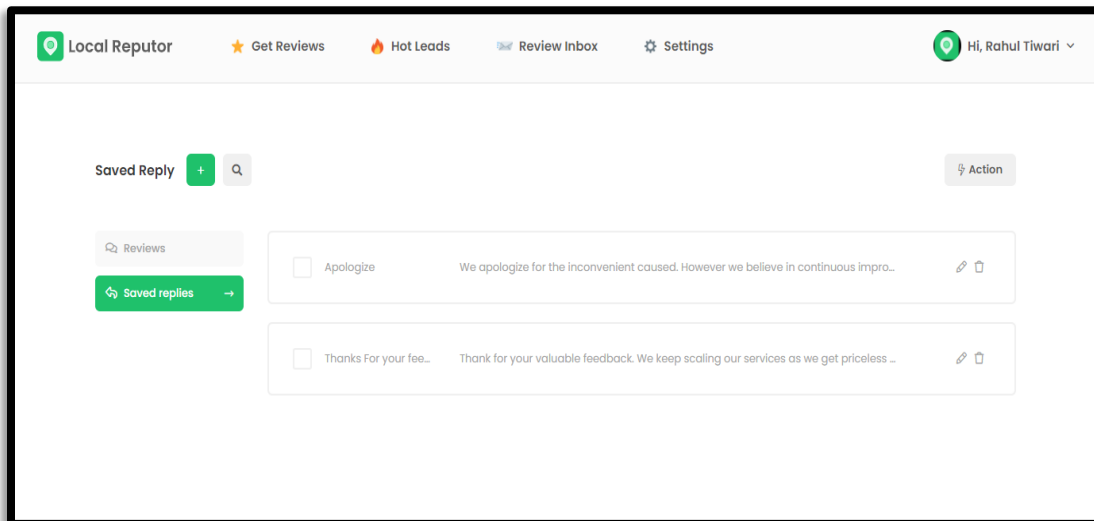 Local Reputor Get Reviews Hot Leads Review Inbox Settings Hi, Rahul Tiwari
Saved Reply + Action
Reviews
Saved replies →
Apologize We apologize for the inconvenient caused. However we believe in continuous impro...
Thanks For your fee... Thank for your valuable feedback. We keep scaling our services as we get priceless ...